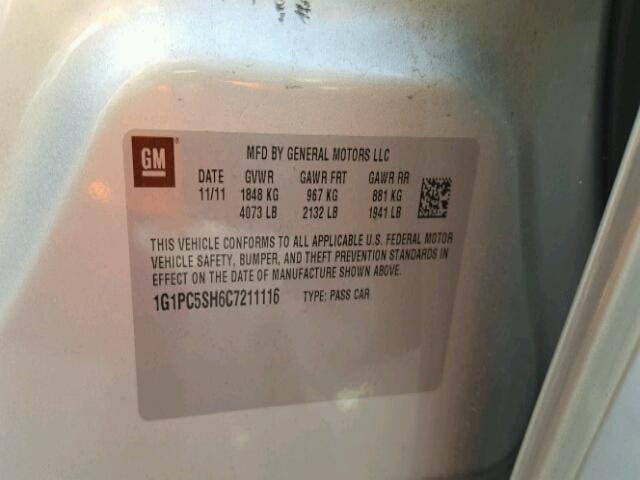 GM
MFD BY GENERAL MOTORS LLC
DATE GVWR GAWR FRT GAWR RR
11/11 1848 KG 967 KG 881 KG
4073 LB 2132 LB 1941 LB
THIS VEHICLE CONFORMS TO ALL APPLICABLE U.S. FEDERAL MOTOR
VEHICLE SAFETY, BUMPER, AND THEFT PREVENTION STANDARDS IN
EFFECT ON THE DATE OF MANUFACTURE SHOWN ABOVE.
1G1PC5SH6C7211116 TYPE: PASS CAR